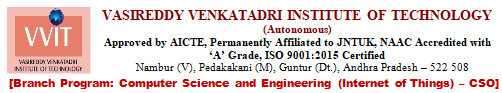 VVIT
VASIREDDY VENKATADRI
INSTITUTE OF TECHNOLOGY
VASIREDDY VENKATADRI INSTITUTE OF TECHNOLOGY
(Autonomous)
Approved by AICTE, Permanently Affiliated to JNTUK, NAAC Accredited with
‘A’ Grade, ISO 9001:2015 Certified
Nambur (V), Pedakakani (M), Guntur (Dt.), Andhra Pradesh – 522 508
[Branch Program: Computer Science and Engineering (Internet of Things) – CSO]